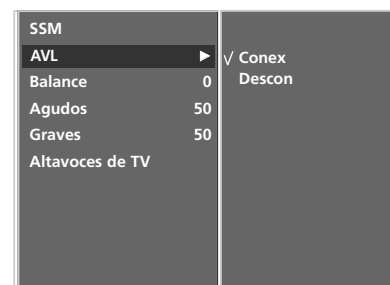 SSM
AVL ▶ √ Conex
Balance 0 Descon
Agudos 50
Graves 50
Altavoces de TV